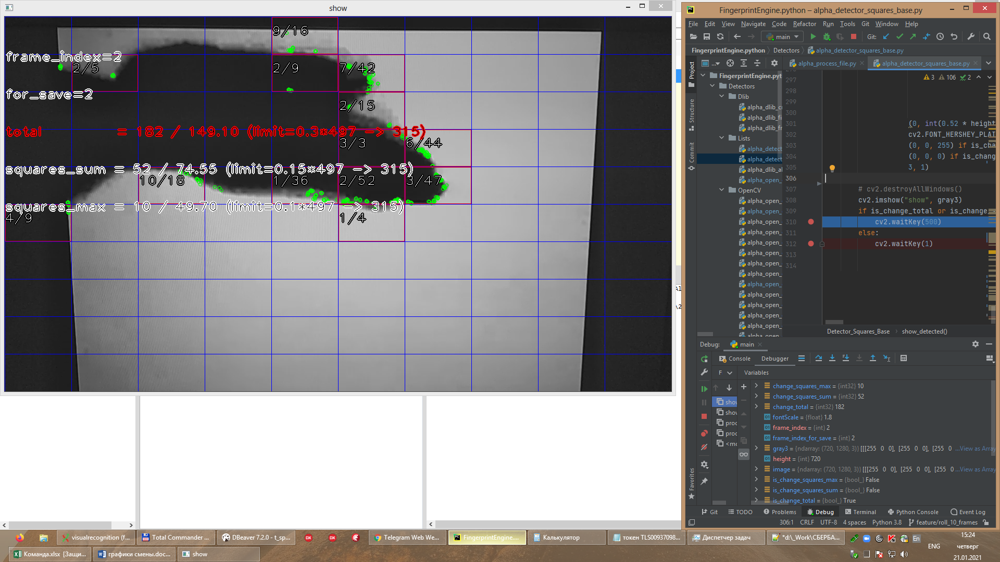 show
9/16
frame_index=2
2/5
2/9
7/42
for_save=2
2/15
total = 182 / 149.10 (limit=0.3*497 -> 315)
3/3
6/44
squares_sum = 52 / 74.55 (limit=0.15*497 -> 315)
10/18
1/36
2/52
3/47
squares_max = 10 / 49.70 (limit=0.1*497 -> 315)
4/9
1/4
FingerprintEngine.python – alpha_detector_squares_base.py
File Edit View Navigate Code Refactor Run Tools Git Window Help
main
Git:
FingerprintEngine.python Detectors alpha_detector_squares_base.py
alpha_process_file.py
alpha_detector_squares_base.py
Project
Structure
Commit
Favorites
FingerprintEngine.pyt
Detectors
Dlib
alpha_dlib_c
alpha_dlib_fi
alpha_dlib_fr
Lists
alpha_detect
alpha_detect
alpha_dlib_al
alpha_open_
OpenCV
alpha_open_
alpha_open_
alpha_open_
alpha_open_
alpha_open_
alpha_open_
alpha_open_
alpha_open_
alpha_open_
alpha_open_
alpha_open_
alpha_open_
alpha_open_
alpha_open_
3 106 2
297
298
299
300
301 (0, int(0.52 * height
302 cv2.FONT_HERSHEY_PLAT
303 (0, 0, 255) if is_cha
304 (0, 0, 0) if is_chang
305 3, 1)
306
307 # cv2.destroyAllWindows()
308 cv2.imshow("show", gray3)
309 if is_change_total or is_change_
310 cv2.waitKey(500)
311 else:
312 cv2.waitKey(1)
313
314
Detector_Squares_Base show_detected()
Debug: main
Console Debugger
F
Variables
shov
shov
proc
proc
<mo
change_squares_max = {int32} 10
change_squares_sum = {int32} 52
change_total = {int32} 182
fontScale = {float} 1.8
frame_index = {int} 2
frame_index_for_save = {int} 2
gray3 = {ndarray: (720, 1280, 3)} [[[255 0 0], [255 0 0], [255 0 ...View as Array
height = {int} 720
image = {ndarray: (720, 1280, 3)} [[[255 0 0], [255 0 0], [255 0 ...View as Array
is_change_squares_max = {bool_} False
is_change_squares_sum = {bool_} False
is_change_total = {bool_} True
Git TODO Problems Debug Terminal Python Console Event Log
306:1 CRLF UTF-8 4 spaces Python 3.8 feature/roll_10_frames
visualrecognition (f...
Total Commander ...
DBeaver 7.2.0 - t_sp...
DX
DX
Telegram Web We...
FingerprintEngine....
Калькулятор
токен TLS00937098...
Диспетчер задач
*d:\_Work\СБЕРБА...
En
Команда.xlsx [Защи...
графики смены.doc...
show
ENG
15:24
четверг
21.01.2021